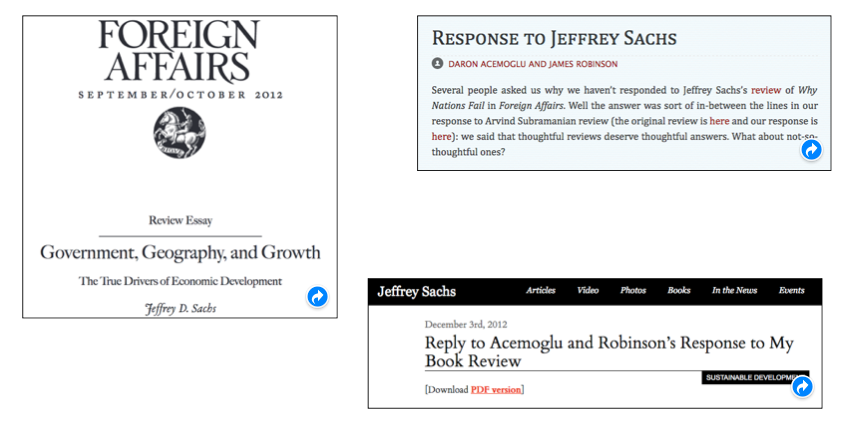 FOREIGN
AFFAIRS
SEPTEMBER/OCTOBER 2012
Review Essay
Government, Geography, and Growth
The True Drivers of Economic Development
Jeffrey D. Sachs
RESPONSE TO JEFFREY SACHS
DARON ACEMOGLU AND JAMES ROBINSON
Several people asked us why we haven't responded to Jeffrey Sachs's review of Why
Nations Fail in Foreign Affairs. Well the answer was sort of in-between the lines in our
response to Arvind Subramanian review (the original review is here and our response is
here): we said that thoughtful reviews deserve thoughtful answers. What about not-so-
thoughtful ones?
Jeffrey Sachs
Articles Video Photos Books In the News Events
December 3rd, 2012
Reply to Acemoglu and Robinson's Response to My
Book Review
SUSTAINABLE
[Download PDF version]